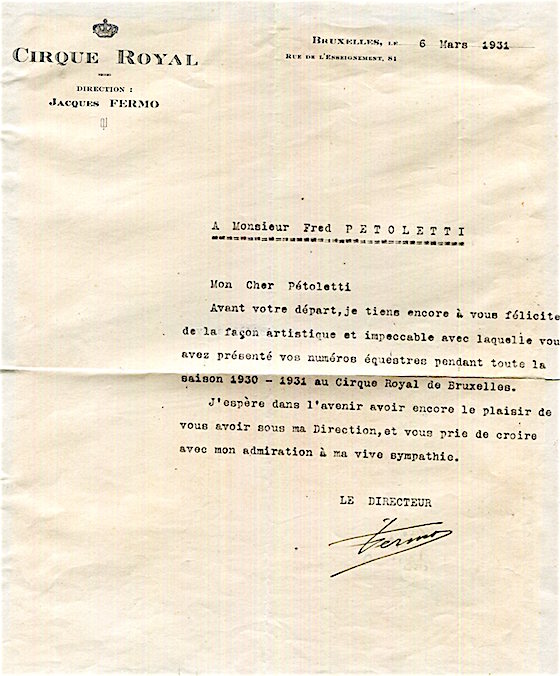 CIRQUE ROYAL
DIRECTION :
JACQUES FERMO
BRUXELLES, LE 6 Mars 1931
RUE DE L'ENSEIGNEMENT, 81
A Monsieur Fred PETOLETTI
Mon Cher Pétoletti
Avant votre départ,je tiens encore à vous félicite
de la façon artistique et impeccable avec laquelle vou
avez présenté vos numéros équestres pendant toute la
saison 1930 - 1931 au Cirque Royal de Bruxelles.
J'espère dans l'avenir avoir encore le plaisir de
vous avoir sous ma Direction,et vous prie de croire
avec mon admiration à ma vive sympathie.
LE DIRECTEUR
Fermo